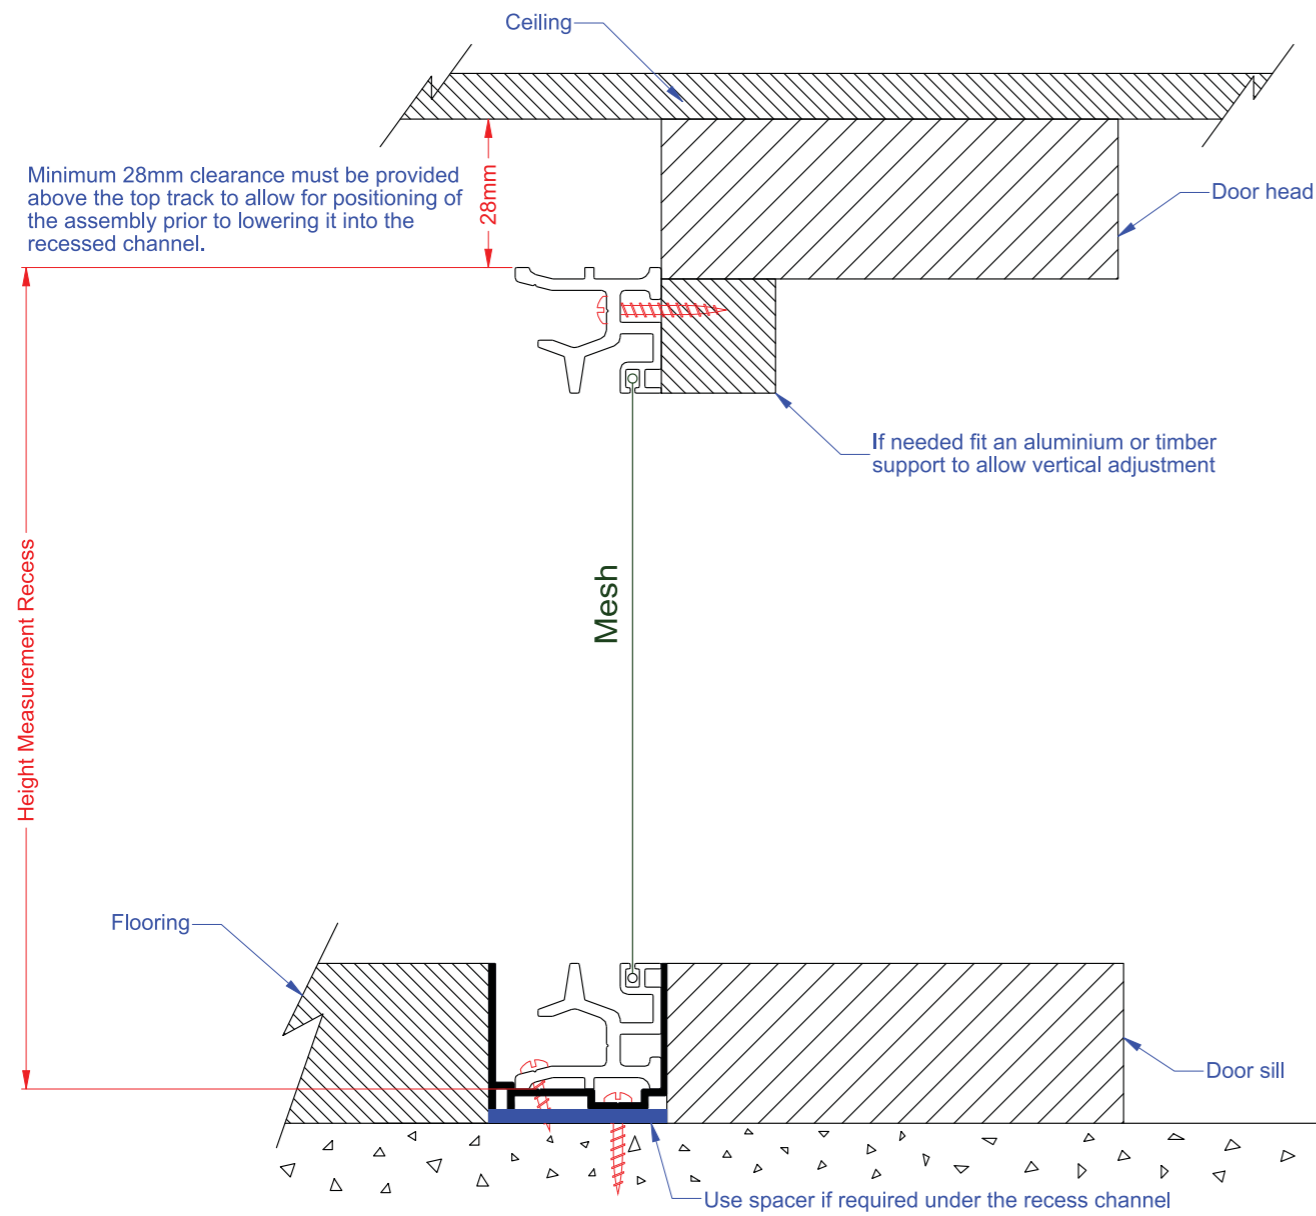 Ceiling
Minimum 28mm clearance must be provided
above the top track to allow for positioning of
the assembly prior to lowering it into the
recessed channel.
28mm
Door head
If needed fit an aluminium or timber
support to allow vertical adjustment
Height Measurement Recess
Mesh
Flooring
Door sill
Use spacer if required under the recess channel